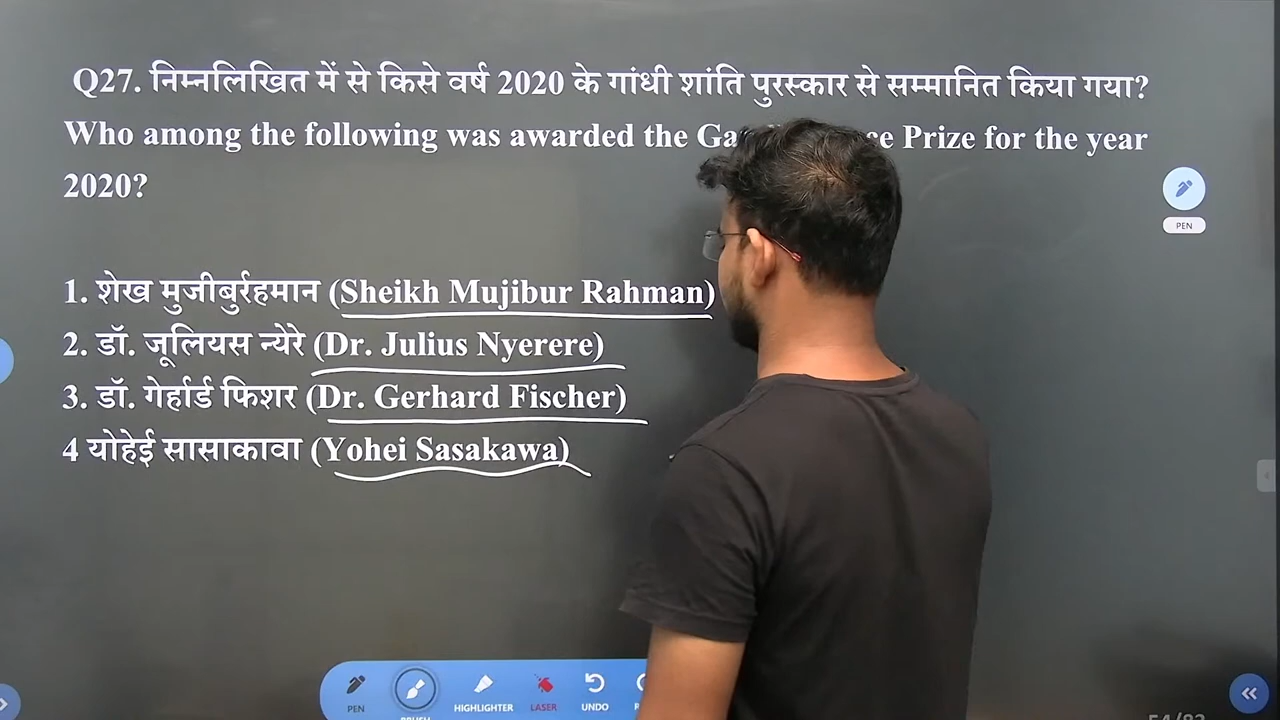 Q27. निम्नलिखित में से किसे वर्ष 2020 के गांधी शांति पुरस्कार से सम्मानित किया गया?
Who among the following was awarded the Prize for the year
2020?
PEN
1. शेख मुजीबुर्रहमान (Sheikh Mujibur Rahman)
2. डॉ. जूलियस न्येरे (Dr. Julius Nyerere)
3. डॉ. गेर्हार्ड फिशर (Dr. Gerhard Fischer)
4 योहेई सासाकावा (Yohei Sasakawa)
PEN HIGHLIGHTER LASER UNDO